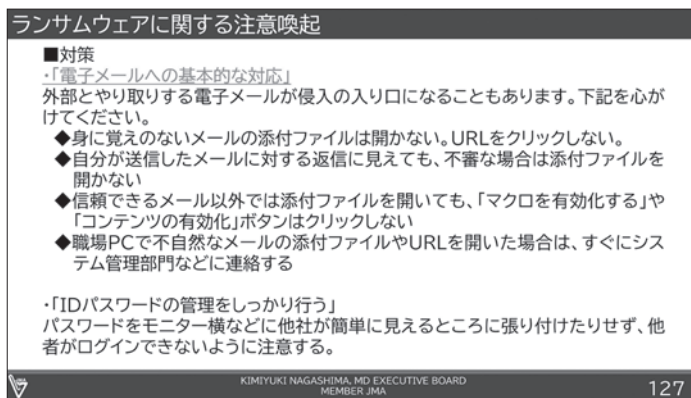 ランサムウェアに関する注意喚起
■対策
・「電子メールへの基本的な対応」
外部とやり取りする電子メールが侵入の入り口になることもあります。下記を心が
けてください。
◆身に覚えのないメールの添付ファイルは開かない。URLをクリックしない。
◆自分が送信したメールに対する返信に見えても、不審な場合は添付ファイルを
開かない
◆信頼できるメール以外では添付ファイルを開いても、「マクロを有効化する」や
「コンテンツの有効化」ボタンはクリックしない
◆職場PCで不自然なメールの添付ファイルやURLを開いた場合は、すぐにシス
テム管理部門などに連絡する
・「IDパスワードの管理をしっかり行う」
パスワードをモニター横などに他社が簡単に見えるところに張り付けたりせず、他
者がログインできないように注意する。
KIMIYUKI NAGASHIMA, MD EXECUTIVE BOARD
MEMBER JMA
127